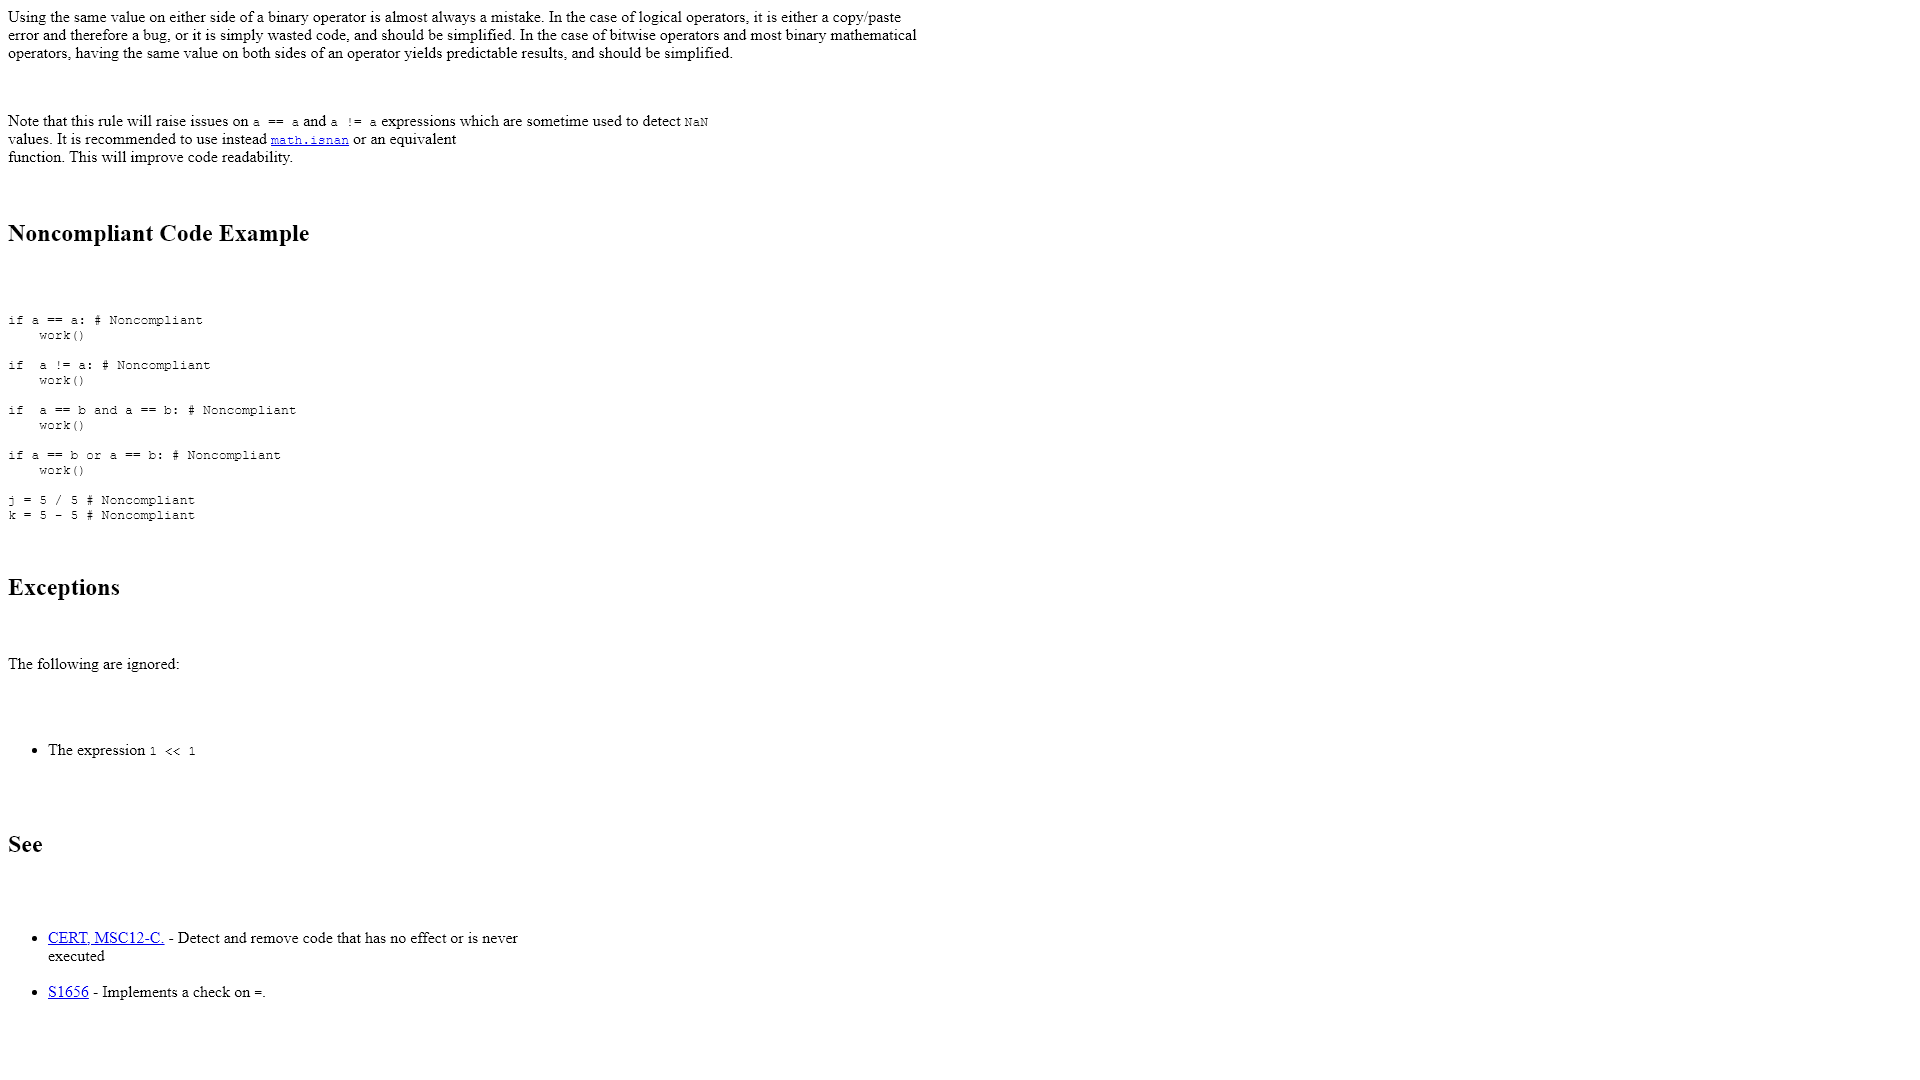 Using the same value on either side of a binary operator is almost always a mistake. In the case of logical operators, it is either a copy/paste
error and therefore a bug, or it is simply wasted code, and should be simplified. In the case of bitwise operators and most binary mathematical
operators, having the same value on both sides of an operator yields predictable results, and should be simplified.
Note that this rule will raise issues on a == a and a != a expressions which are sometime used to detect NaN
values. It is recommended to use instead math.isnan or an equivalent
function. This will improve code readability.
Noncompliant Code Example
if a == a: # Noncompliant
    work()
if  a != a: # Noncompliant
    work()
if  a == b and a == b: # Noncompliant
    work()
if a == b or a == b: # Noncompliant
    work()
j = 5 / 5 # Noncompliant
k = 5 - 5 # Noncompliant
Exceptions
The following are ignored:
• The expression 1 << 1
See
• CERT, MSC12-C. - Detect and remove code that has no effect or is never
executed
• S1656 - Implements a check on =.